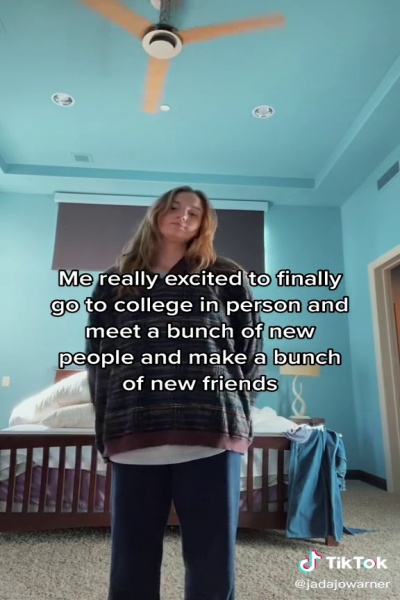 Me really excited to finally
go to college in person and
meet a bunch of new
people and make a bunch
of new friends
TikTok
@jadajowarner